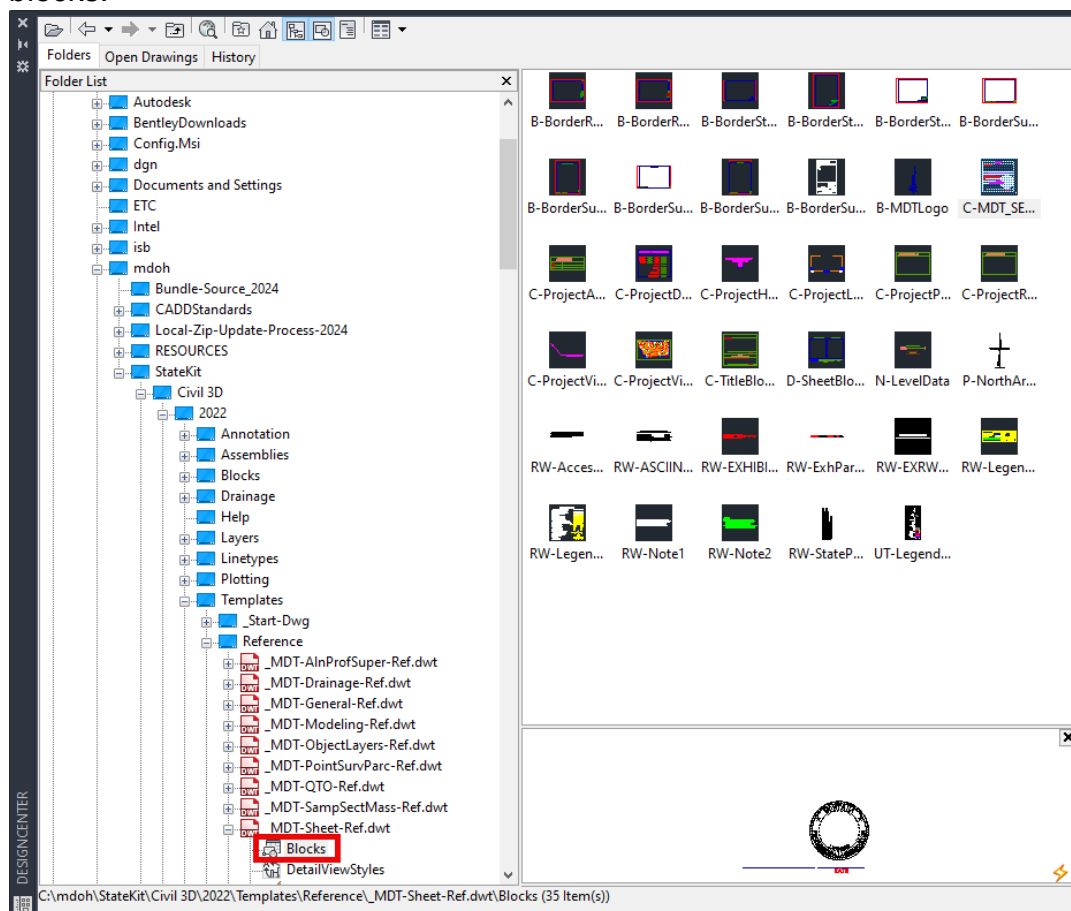 blocks.
Folders Open Drawings History
Folder List
Autodesk
BentleyDownloads
Config.Msi
dgn
Documents and Settings
ETC
Intel
isb
mdoh
Bundle-Source_2024
CADDStandards
Local-Zip-Update-Process-2024
RESOURCES
StateKit
Civil 3D
2022
Annotation
Assemblies
Blocks
Drainage
Help
Layers
Linetypes
Plotting
Templates
_Start-Dwg
Reference
_MDT-AlnProfSuper-Ref.dwt
_MDT-Drainage-Ref.dwt
_MDT-General-Ref.dwt
_MDT-Modeling-Ref.dwt
_MDT-ObjectLayers-Ref.dwt
_MDT-PointSurvParc-Ref.dwt
_MDT-QTO-Ref.dwt
_MDT-SampSectMass-Ref.dwt
_MDT-Sheet-Ref.dwt
Blocks
DetailViewStyles
B-BorderR... B-BorderR... B-BorderSt... B-BorderSt... B-BorderSt... B-BorderSu...
B-BorderSu... B-BorderSu... B-BorderSu... B-BorderSu... B-MDTLogo C-MDT_SE...
C-ProjectA... C-ProjectD... C-ProjectH... C-ProjectL... C-ProjectP... C-ProjectR...
C-ProjectVi... C-ProjectVi... C-TitleBlo... D-SheetBlo... N-LevelData P-NorthAr...
RW-Acces... RW-ASCIIN... RW-EXHIBI... RW-ExhPar... RW-EXRW... RW-Legen...
RW-Legen... RW-Note1 RW-Note2 RW-StateP... UT-Legend...
DATE
DESIGNCENTER
C:\mdoh\StateKit\Civil 3D\2022\Templates\Reference\_MDT-Sheet-Ref.dwt\Blocks (35 Item(s))